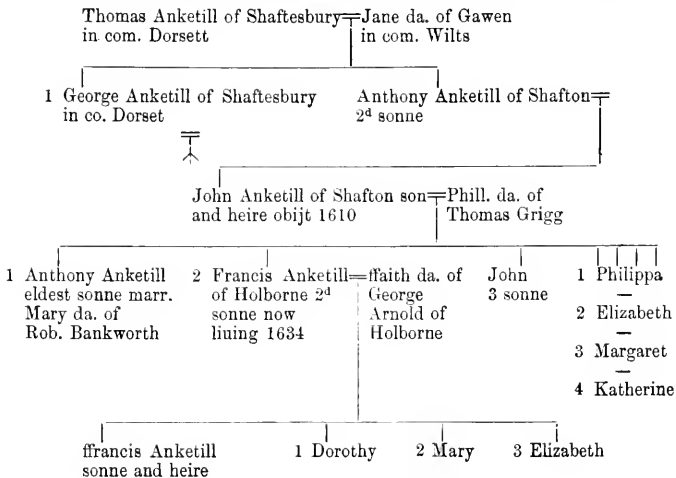 Thomas Anketill of Shaftesbury=Jane da. of Gawen
in com. Dorsett in com. Wilts
1 George Anketill of Shaftesbury
in co. Dorset
Anthony Anketill of Shafton=
2d sonne
John Anketill of Shafton son=Phill. da. of
and heire obijt 1610 Thomas Grigg
1 Anthony Anketill
eldest sonne marr.
Mary da. of
Rob. Bankworth
2 Francis Anketill=ffaith da. of
of Holborne 2d George
sonne now Arnold of
liuing 1634 Holborne
John
3 sonne
1 Philippa
2 Elizabeth
3 Margaret
4 Katherine
ffrancis Anketill
sonne and heire
1 Dorothy
2 Mary
3 Elizabeth